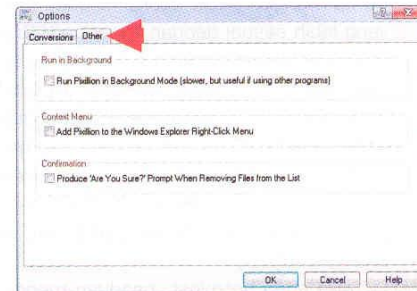 Options
Conversions Other
Run in Background
Run Pixillion in Background Mode (slower, but useful if using other programs)
Context Menu
Add Pixillion to the Windows Explorer Right-Click Menu
Confirmation
Produce 'Are You Sure?' Prompt When Removing Files from the List
OK Cancel Help